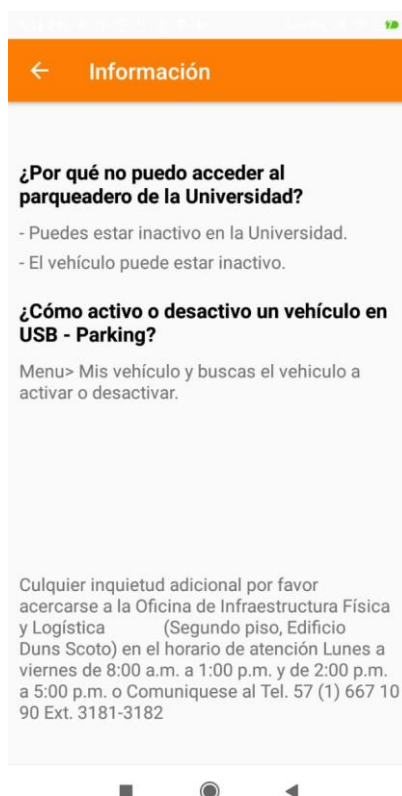 Información
¿Por qué no puedo acceder al
parqueadero de la Universidad?
- Puedes estar inactivo en la Universidad.
- El vehículo puede estar inactivo.
¿Cómo activo o desactivo un vehículo en
USB - Parking?
Menu> Mis vehículo y buscas el vehiculo a
activar o desactivar.
Culquier inquietud adicional por favor
acercarse a la Oficina de Infraestructura Física
y Logística (Segundo piso, Edificio
Duns Scoto) en el horario de atención Lunes a
viernes de 8:00 a.m. a 1:00 p.m. y de 2:00 p.m.
a 5:00 p.m. o Comuniquese al Tel. 57 (1) 667 10
90 Ext. 3181-3182